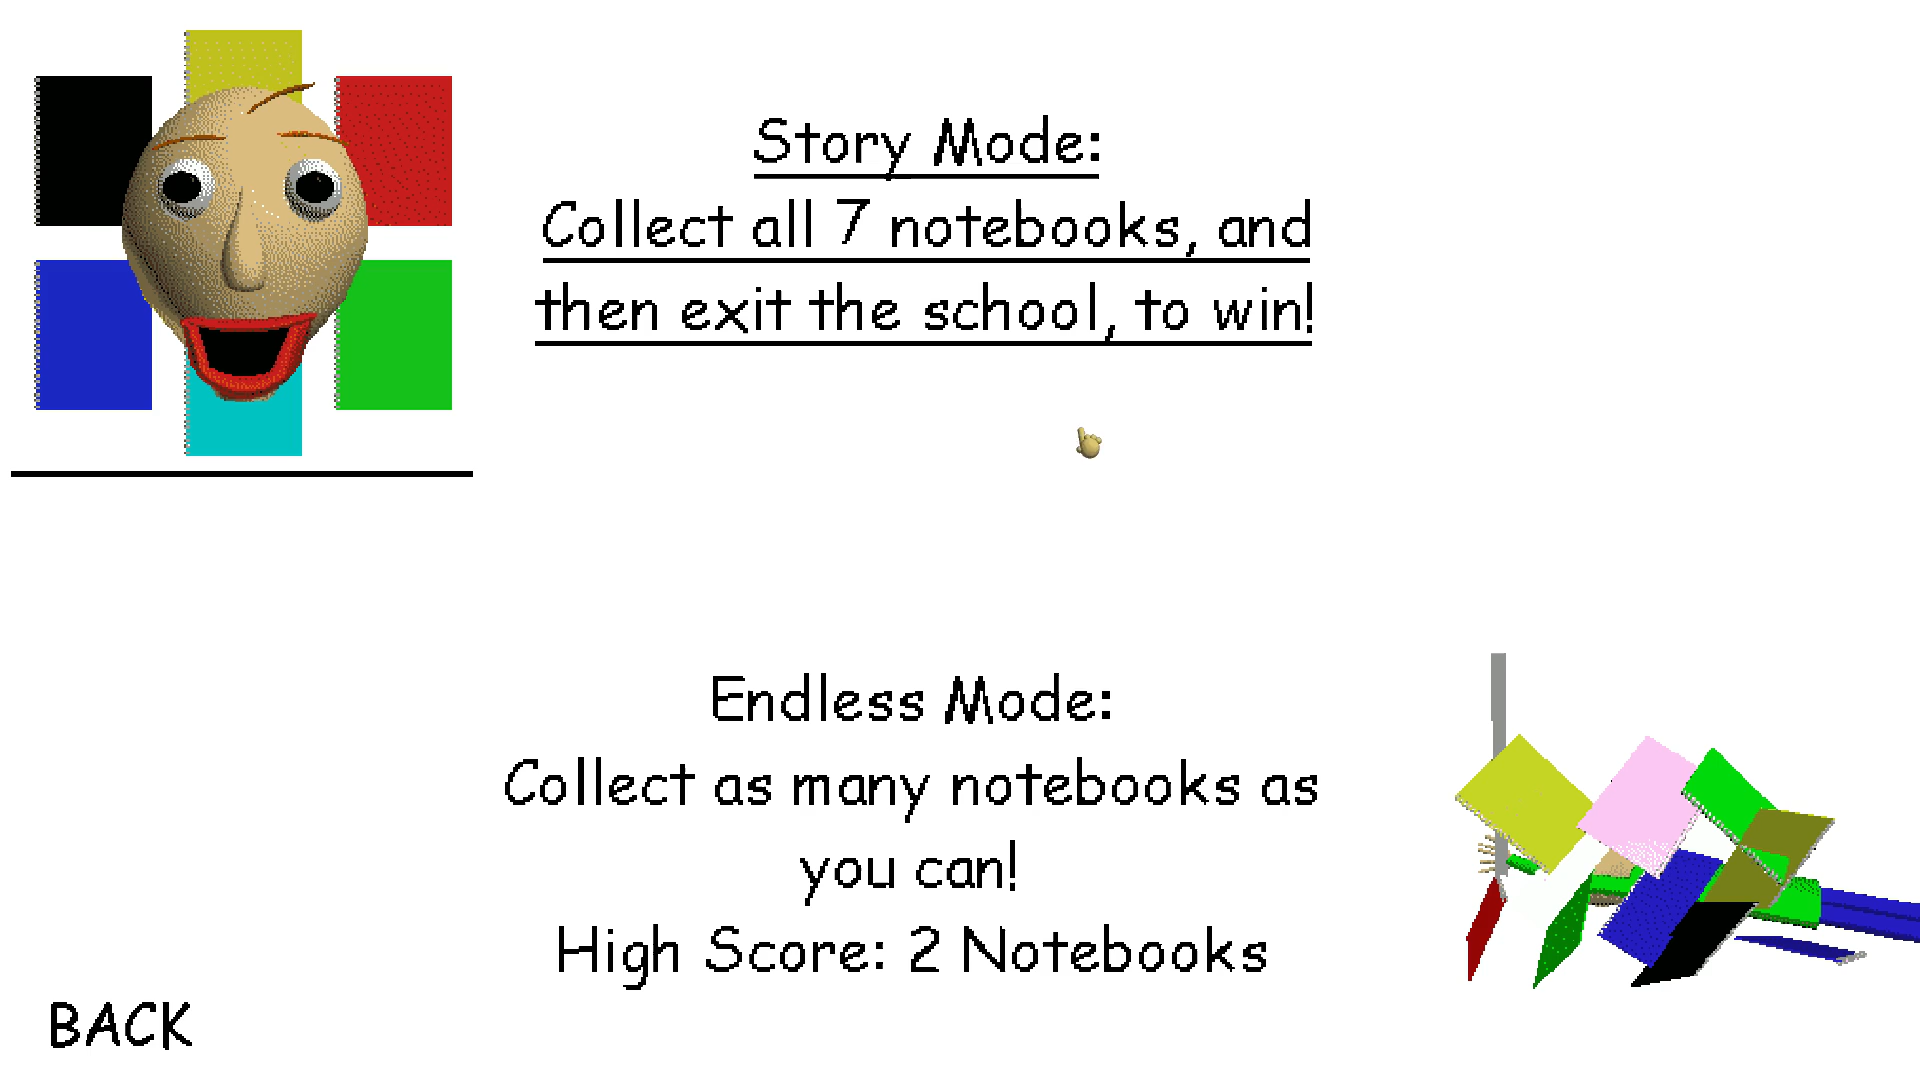 Story Mode:
Collect all 7 notebooks, and
then exit the school, to win!
Endless Mode:
Collect as many notebooks as
you can!
High Score: 2 Notebooks
BACK